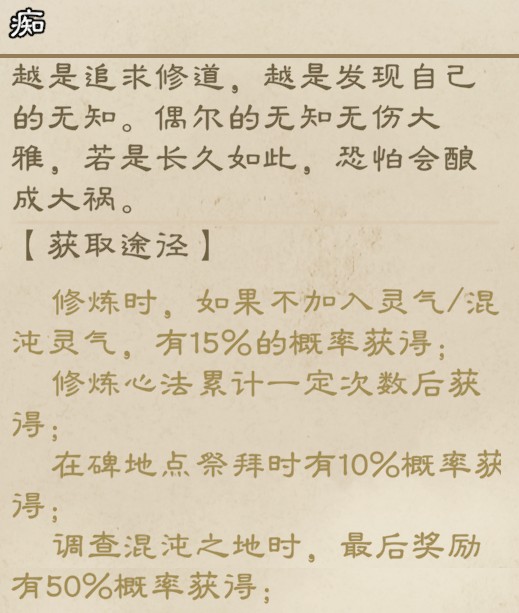 痴
越是追求修道，越是发现自己
的无知。偶尔的无知无伤大
雅，若是长久如此，恐怕会酿
成大祸。
【获取途径】
修炼时，如果不加入灵气/混
沌灵气，有15%的概率获得；
修炼心法累计一定次数后获
得；
在碑地点祭拜时有10%概率获
得；
调查混沌之地时，最后奖励
有50%概率获得；